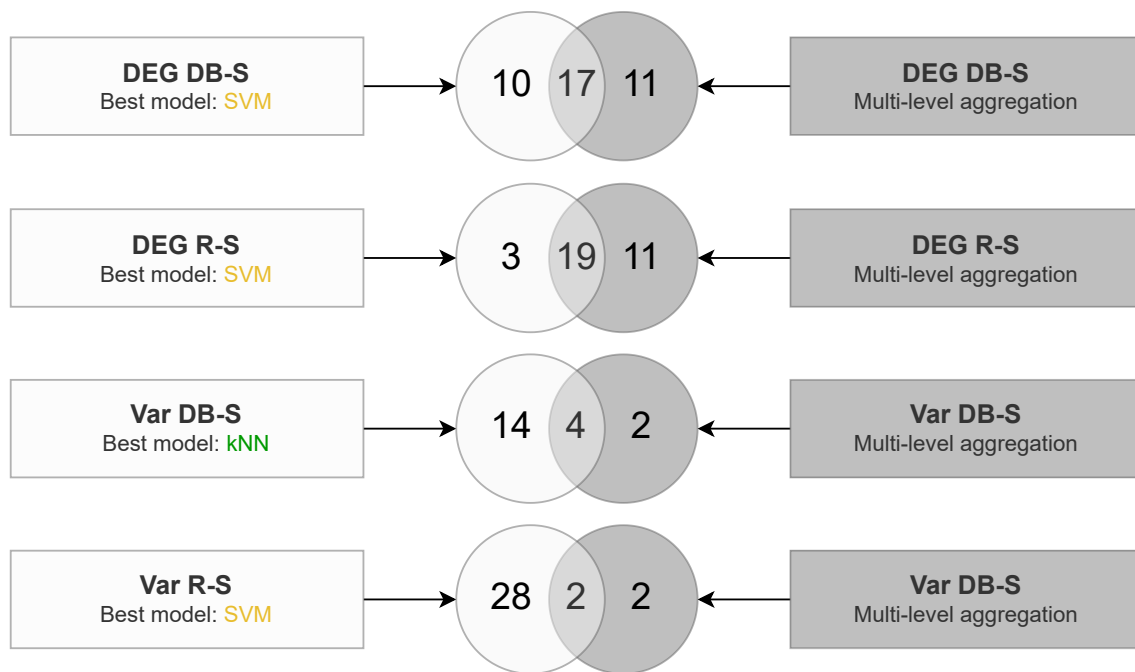 DEG DB-S
Best model: SVM
10 17 11
DEG DB-S
Multi-level aggregation
DEG R-S
Best model: SVM
3 19 11
DEG R-S
Multi-level aggregation
Var DB-S
Best model: kNN
14 4 2
Var DB-S
Multi-level aggregation
Var R-S
Best model: SVM
28 2 2
Var DB-S
Multi-level aggregation